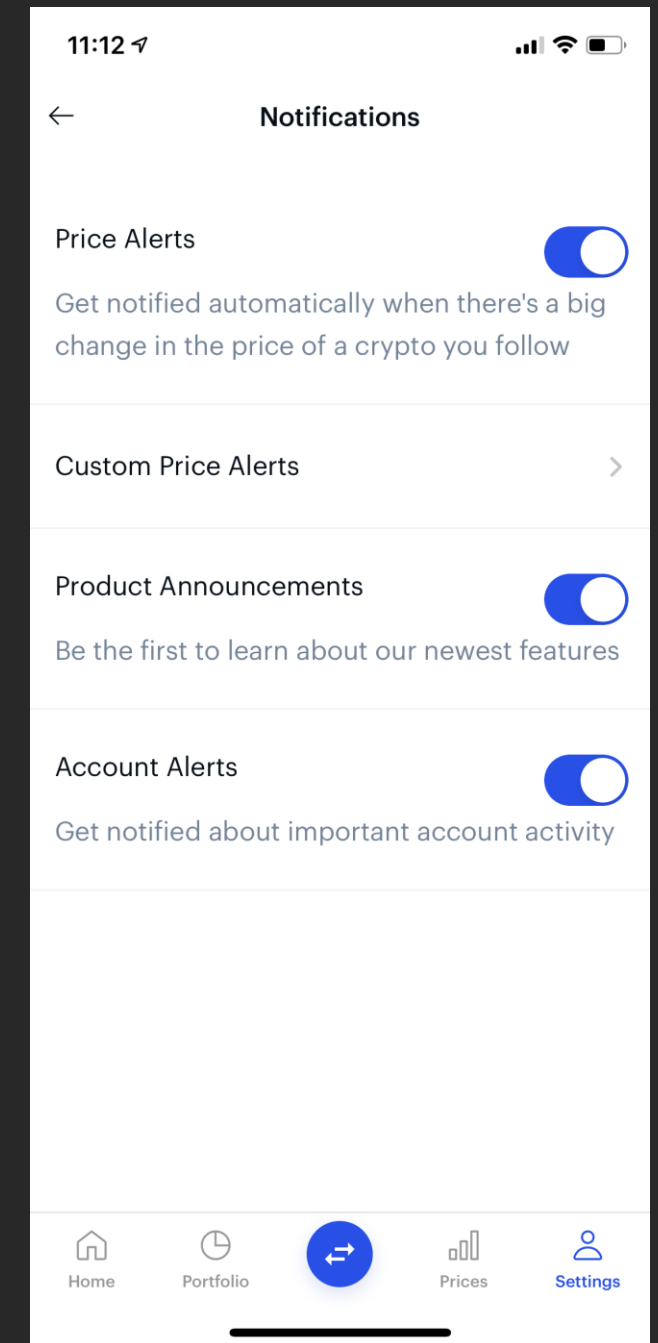 11:12
Notifications
Price Alerts
Get notified automatically when there's a big
change in the price of a crypto you follow
Custom Price Alerts
Product Announcements
Be the first to learn about our newest features
Account Alerts
Get notified about important account activity
Home
Portfolio
Prices
Settings